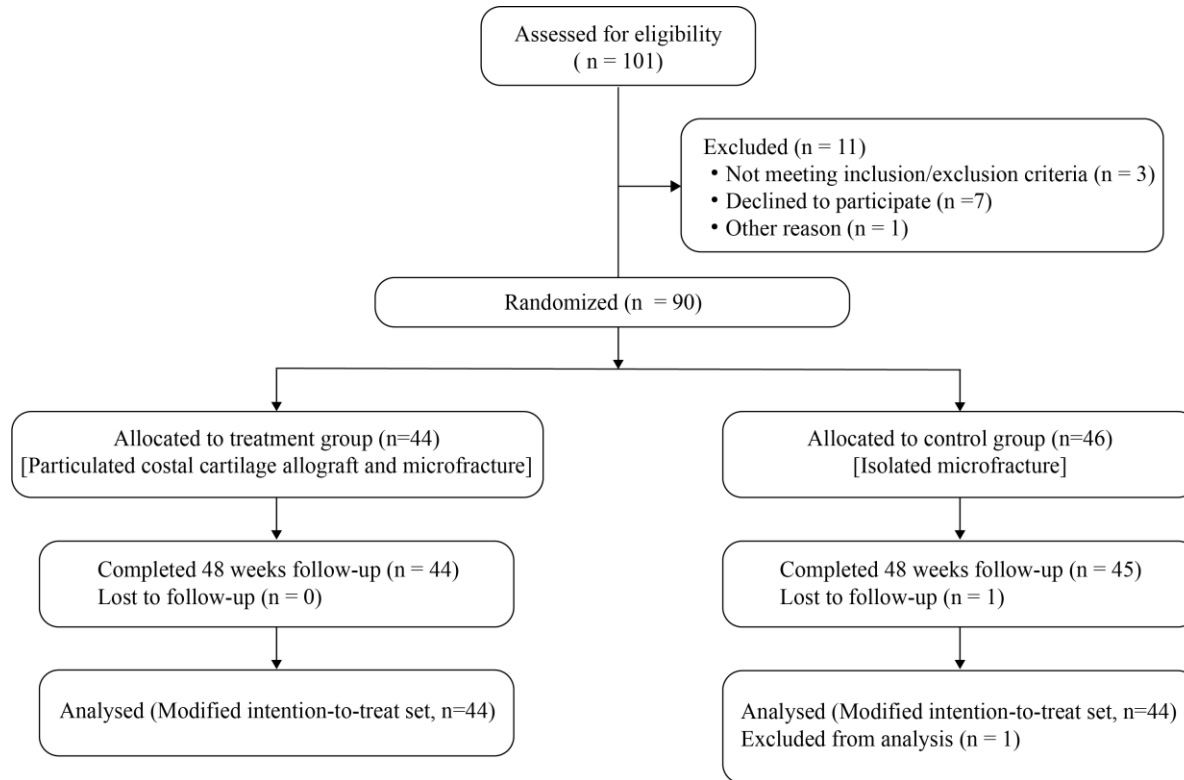 Assessed for eligibility
( n = 101)
Excluded (n = 11)
• Not meeting inclusion/exclusion criteria (n = 3)
• Declined to participate (n =7)
• Other reason (n = 1)
Randomized (n  = 90)
Allocated to treatment group (n=44)
[Particulated costal cartilage allograft and microfracture]
Allocated to control group (n=46)
[Isolated microfracture]
Completed 48 weeks follow-up (n = 44)
Lost to follow-up (n = 0)
Completed 48 weeks follow-up (n = 45)
Lost to follow-up (n = 1)
Analysed (Modified intention-to-treat set, n=44)
Analysed (Modified intention-to-treat set, n=44)
Excluded from analysis (n = 1)